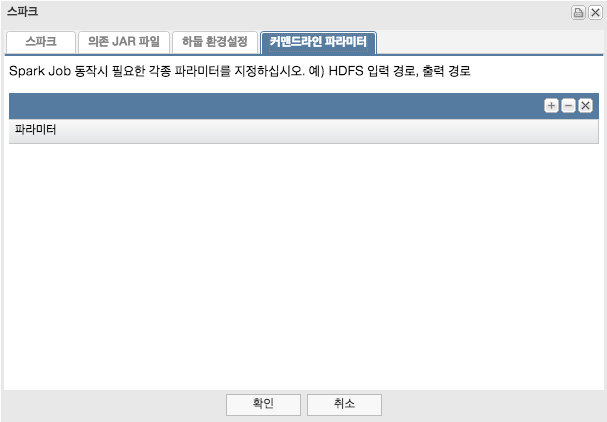 스파크
스파크 의존 JAR 파일 하둡 환경설정 커맨드라인 파라미터
Spark Job 동작시 필요한 각종 파라미터를 지정하십시오. 예) HDFS 입력 경로, 출력 경로
파라미터
확인 취소